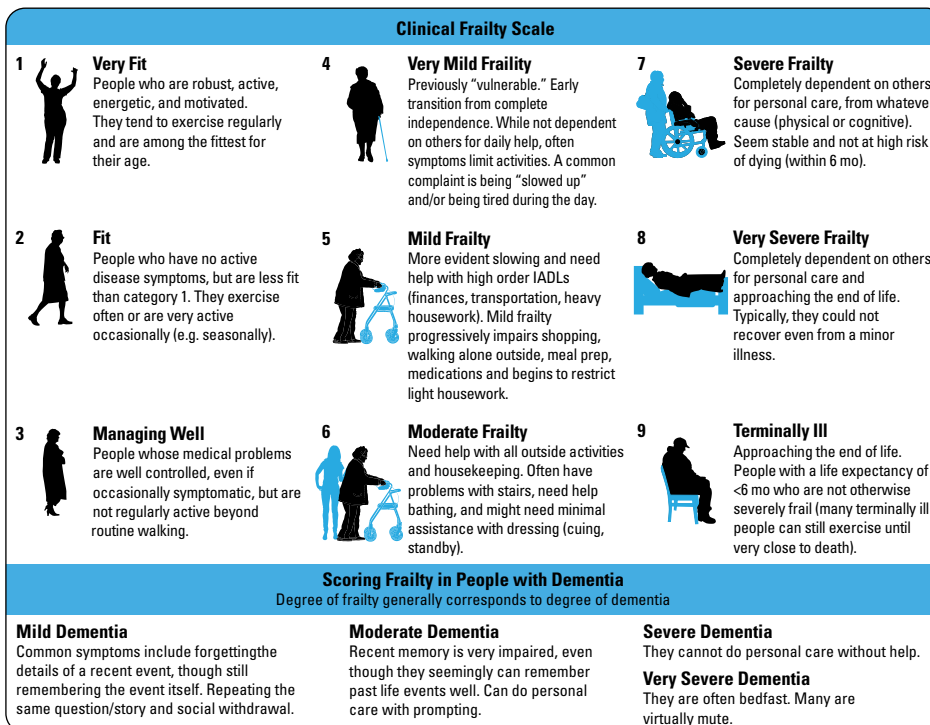 Clinical Frailty Scale
1
Very Fit
People who are robust, active,
energetic, and motivated.
They tend to exercise regularly
and are among the fittest for
their age.
2
Fit
People who have no active
disease symptoms, but are less fit
than category 1. They exercise
often or are very active
occasionally (e.g. seasonally).
3
Managing Well
People whose medical problems
are well controlled, even if
occasionally symptomatic, but are
not regularly active beyond
routine walking.
4
Very Mild Fraility
Previously “vulnerable.” Early
transition from complete
independence. While not dependent
on others for daily help, often
symptoms limit activities. A common
complaint is being “slowed up”
and/or being tired during the day.
5
Mild Frailty
More evident slowing and need
help with high order IADLs
(finances, transportation, heavy
housework). Mild frailty
progressively impairs shopping,
walking alone outside, meal prep,
medications and begins to restrict
light housework.
6
Moderate Frailty
Need help with all outside activities
and housekeeping. Often have
problems with stairs, need help
bathing, and might need minimal
assistance with dressing (cuing,
standby).
7
Severe Frailty
Completely dependent on others
for personal care, from whateve
cause (physical or cognitive).
Seem stable and not at high risk
of dying (within 6 mo).
8
Very Severe Frailty
Completely dependent on others
for personal care and
approaching the end of life.
Typically, they could not
recover even from a minor
illness.
9
Terminally Ill
Approaching the end of life.
People with a life expectancy of
<6 mo who are not otherwise
severely frail (many terminally ill
people can still exercise until
very close to death).
Scoring Frailty in People with Dementia
Degree of frailty generally corresponds to degree of dementia
Mild Dementia
Common symptoms include forgettingthe
details of a recent event, though still
remembering the event itself. Repeating the
same question/story and social withdrawal.
Moderate Dementia
Recent memory is very impaired, even
though they seemingly can remember
past life events well. Can do personal
care with prompting.
Severe Dementia
They cannot do personal care without help.
Very Severe Dementia
They are often bedfast. Many are
virtually mute.